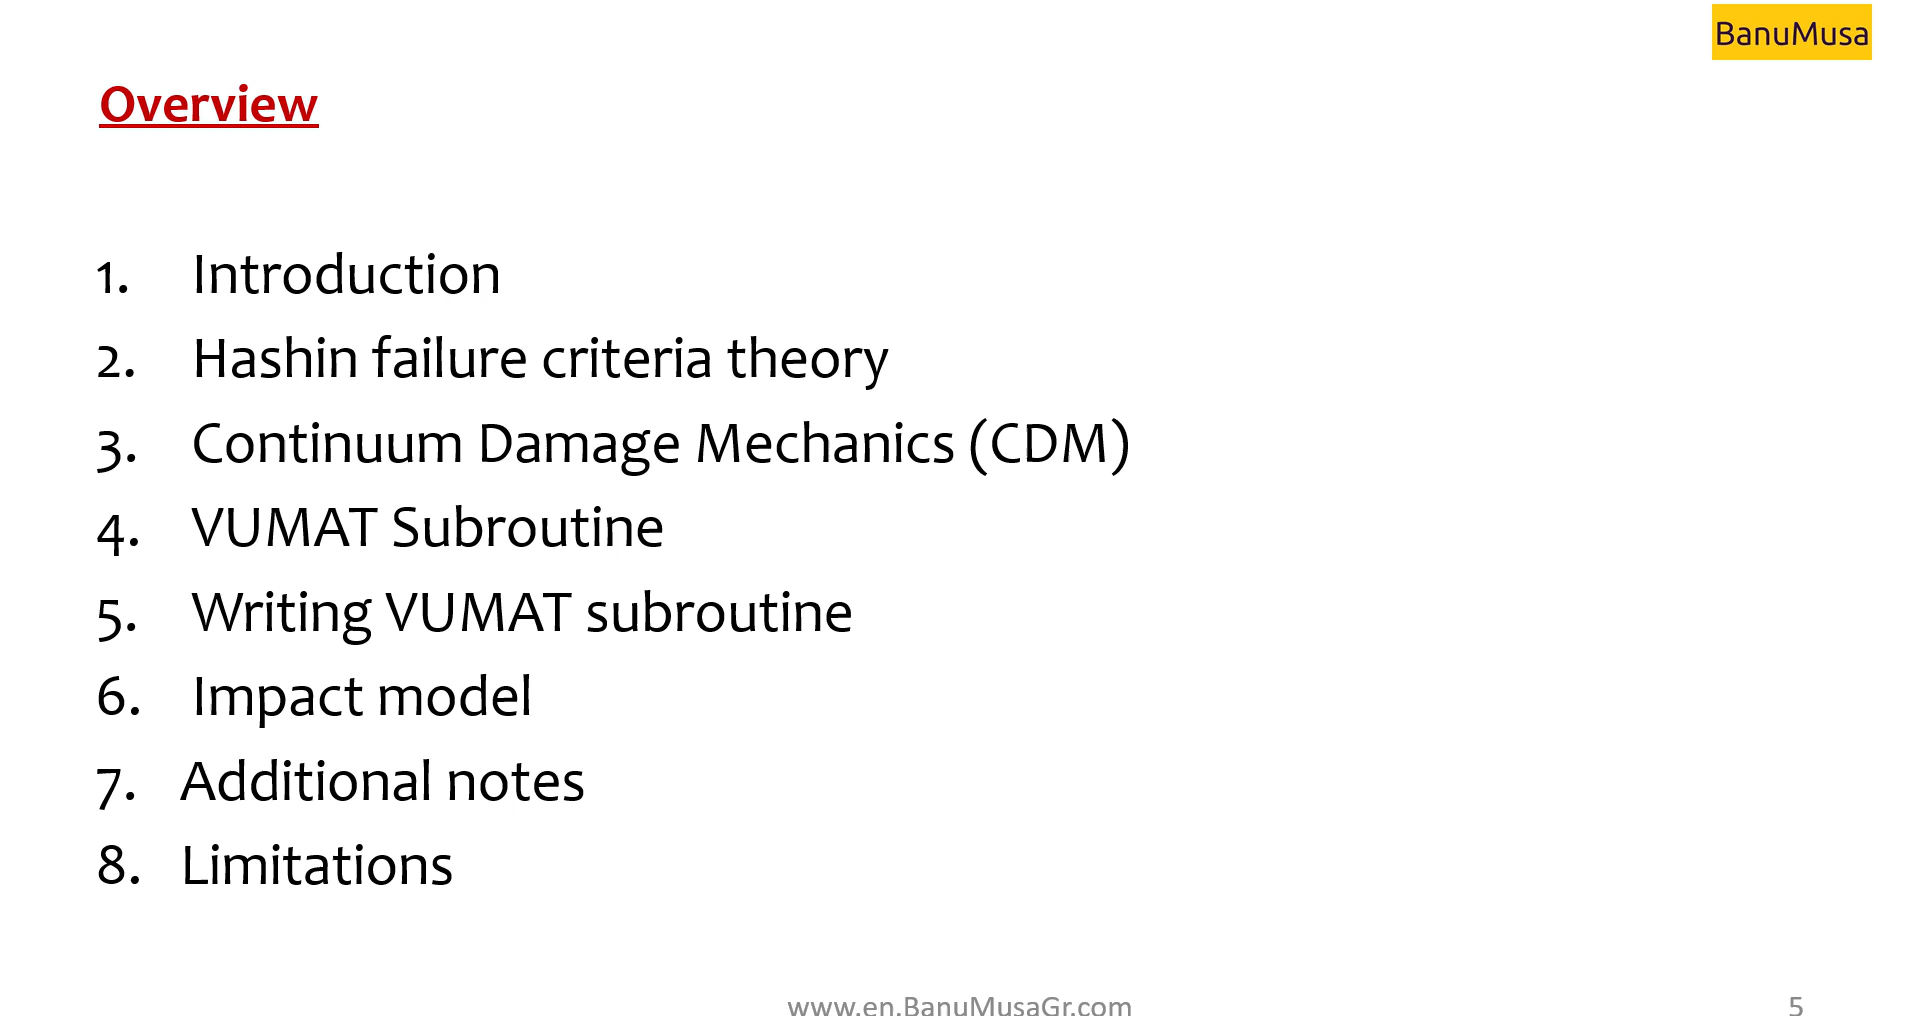 BanuMusa
Overview
1. Introduction
2. Hashin failure criteria theory
3. Continuum Damage Mechanics (CDM)
4. VUMAT Subroutine
5. Writing VUMAT subroutine
6. Impact model
7. Additional notes
8. Limitations
www.en.BanuMusaGr.com
5